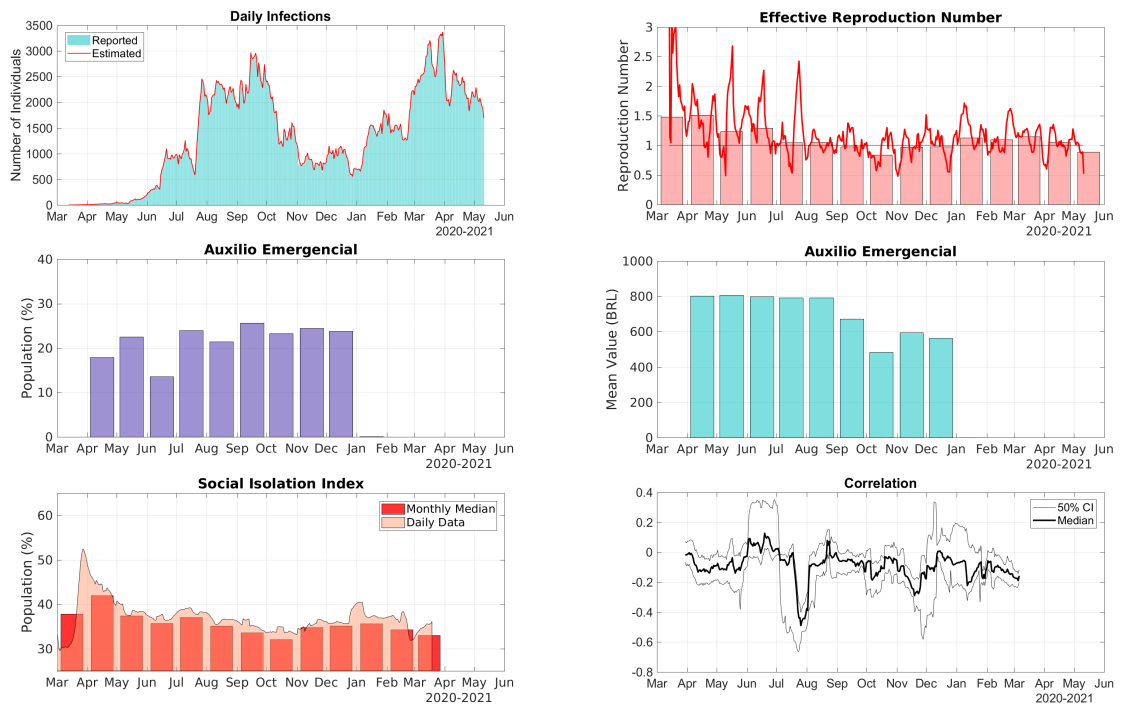 Daily Infections
Number of Individuals
3500
3000
2500
2000
1500
1000
500
0
Reported
Estimated
Mar Apr May Jun Jul Aug Sep Oct Nov Dec Jan Feb Mar Apr May Jun
2020-2021
Effective Reproduction Number
Reproduction Number
3
2.5
2
1.5
1
0.5
0
Mar Apr May Jun Jul Aug Sep Oct Nov Dec Jan Feb Mar Apr May Jun
2020-2021
Auxilio Emergencial
Population (%)
40
30
20
10
0
Mar Apr May Jun Jul Aug Sep Oct Nov Dec Jan Feb Mar Apr May Jun
2020-2021
Auxilio Emergencial
Mean Value (BRL)
1000
800
600
400
200
0
Mar Apr May Jun Jul Aug Sep Oct Nov Dec Jan Feb Mar Apr May Jun
2020-2021
Social Isolation Index
Population (%)
60
50
40
30
Monthly Median
Daily Data
Mar Apr May Jun Jul Aug Sep Oct Nov Dec Jan Feb Mar Apr May Jun
2020-2021
Correlation
0.4
0.2
0
-0.2
-0.4
-0.6
-0.8
50% CI
Median
Mar Apr May Jun Jul Aug Sep Oct Nov Dec Jan Feb Mar Apr May Jun
2020-2021